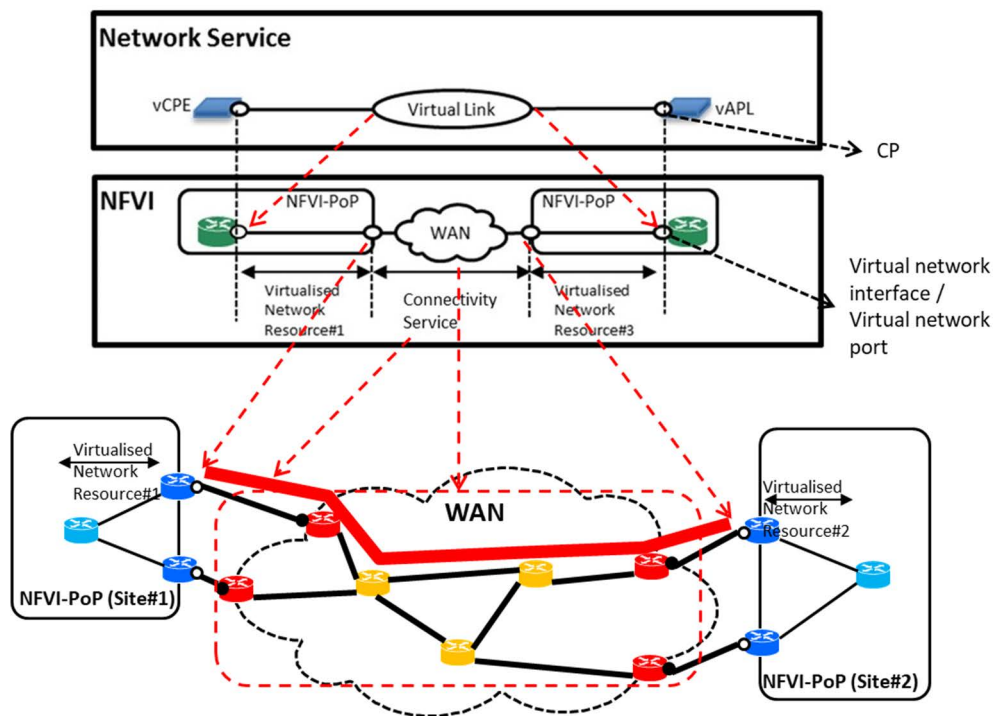 Network Service
vCPE
Virtual Link
vAPL
CP
NFVI
NFVI-PoP
WAN
NFVI-PoP
Virtualised
Network
Resource#1
Connectivity
Service
Virtualised
Network
Resource#3
Virtual network
interface /
Virtual network
port
Virtualised
Network
Resource#1
WAN
Virtualised
Network
Resource#2
NFVI-PoP (Site#1)
NFVI-PoP (Site#2)